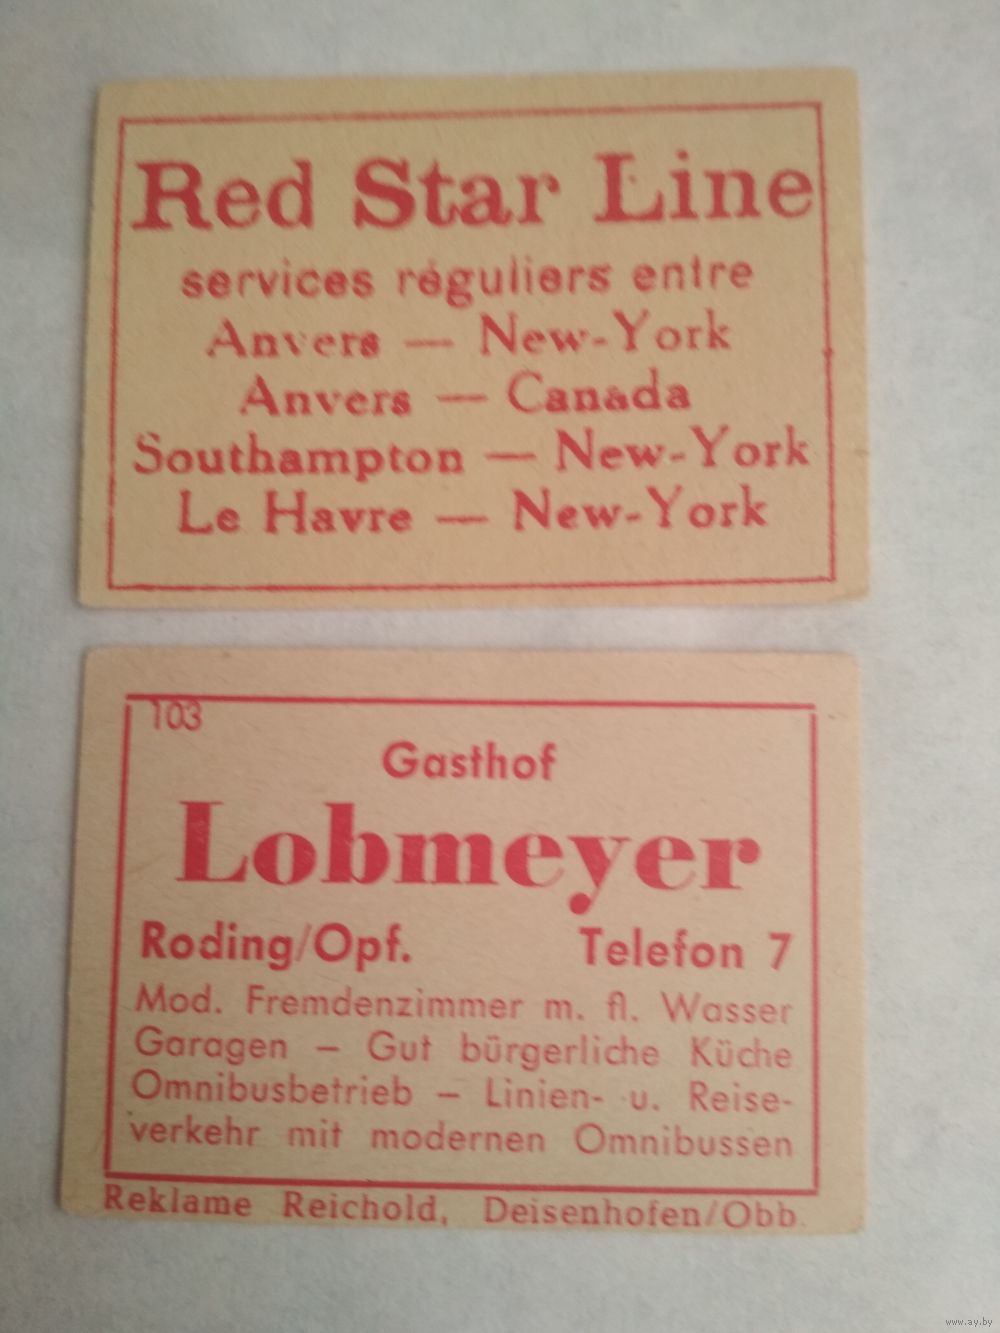 Red Star Line
services réguliers entre
Anvers — New-York
Anvers — Canada
Southampton — New-York
Le Havre — New-York
103
Gasthof
Lobmeyer
Roding/Opf. Telefon 7
Mod. Fremdenzimmer m. fl. Wasser
Garagen – Gut bürgerliche Küche
Omnibusbetrieb – Linien- u. Reise-
verkehr mit modernen Omnibussen
Reklame Reichold, Deisenhofen/Obb.
www.ay.by